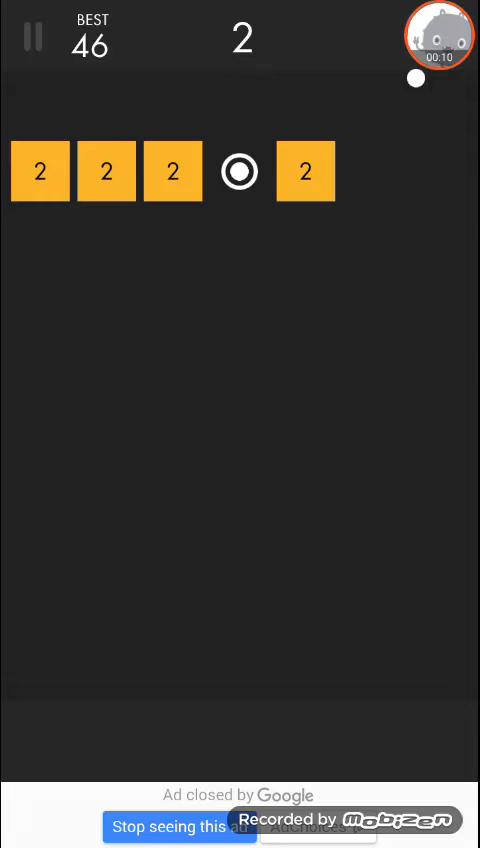 BEST
46
2
00:10
2 2 2 2
Ad closed by Google
Stop seeing this ad
AdChoices
Recorded by Mobizen